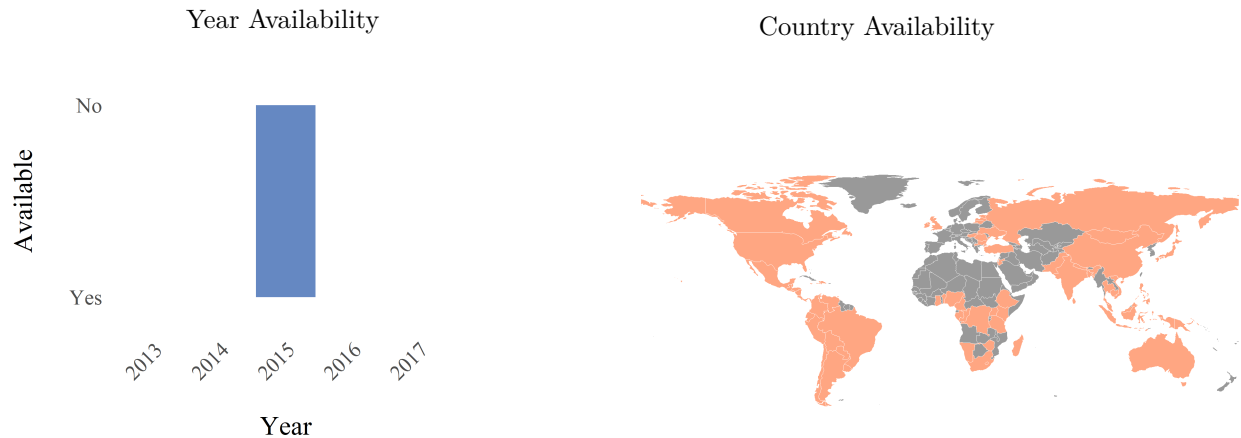 Year Availability
No
Available
Yes
2013
2014
2015
2016
2017
Year
Country Availability